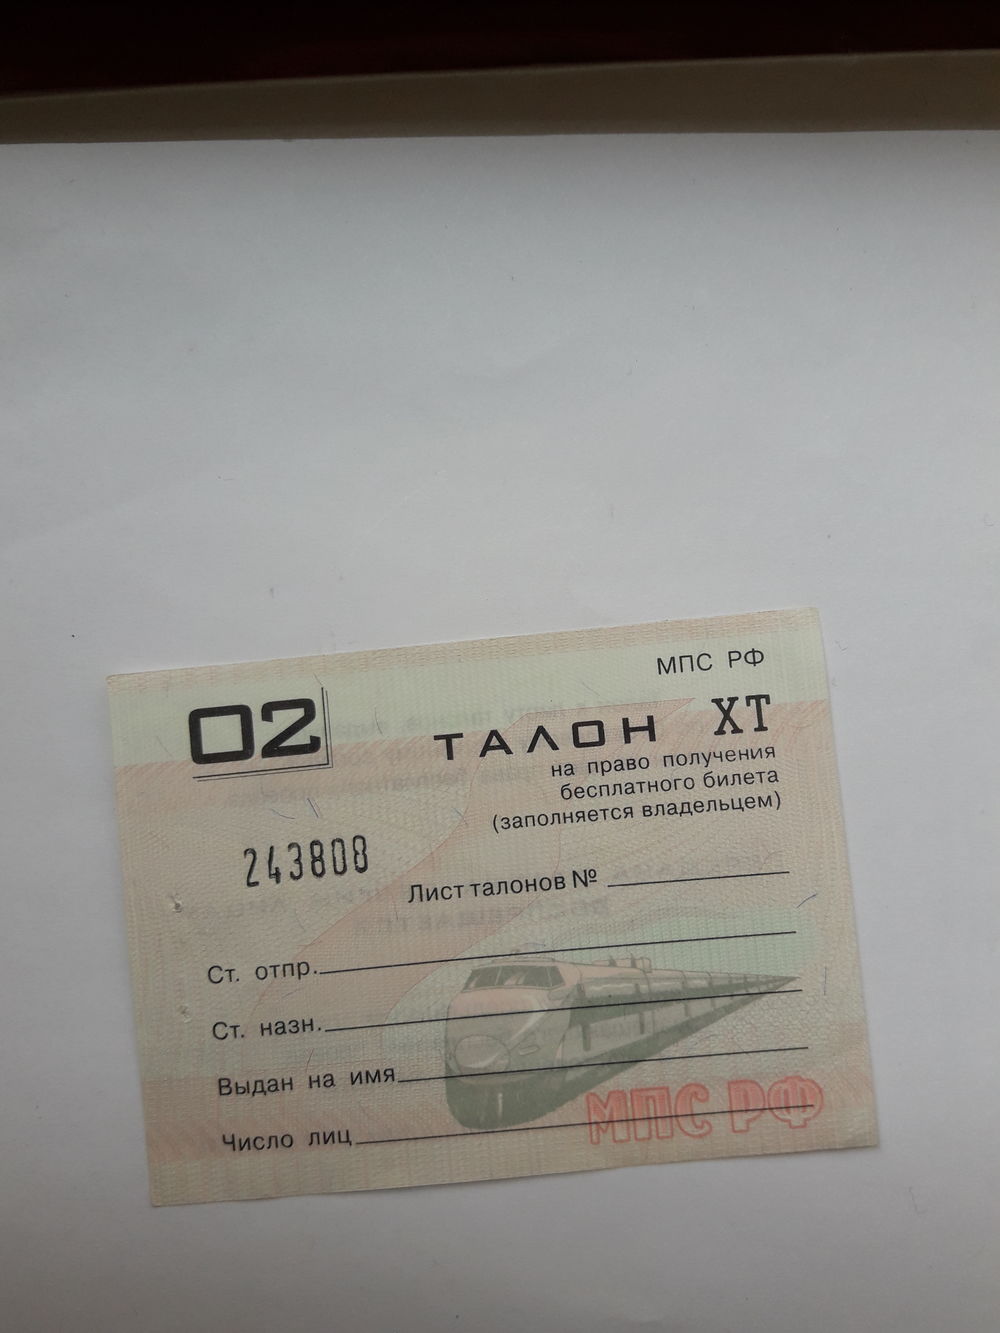 МПС РФ
02
ТАЛОН ХТ
на право получения
бесплатного билета
(заполняется владельцем)
243808
Лист талонов №
Ст. отпр.
Ст. назн.
Выдан на имя
МПС РФ
Число лиц